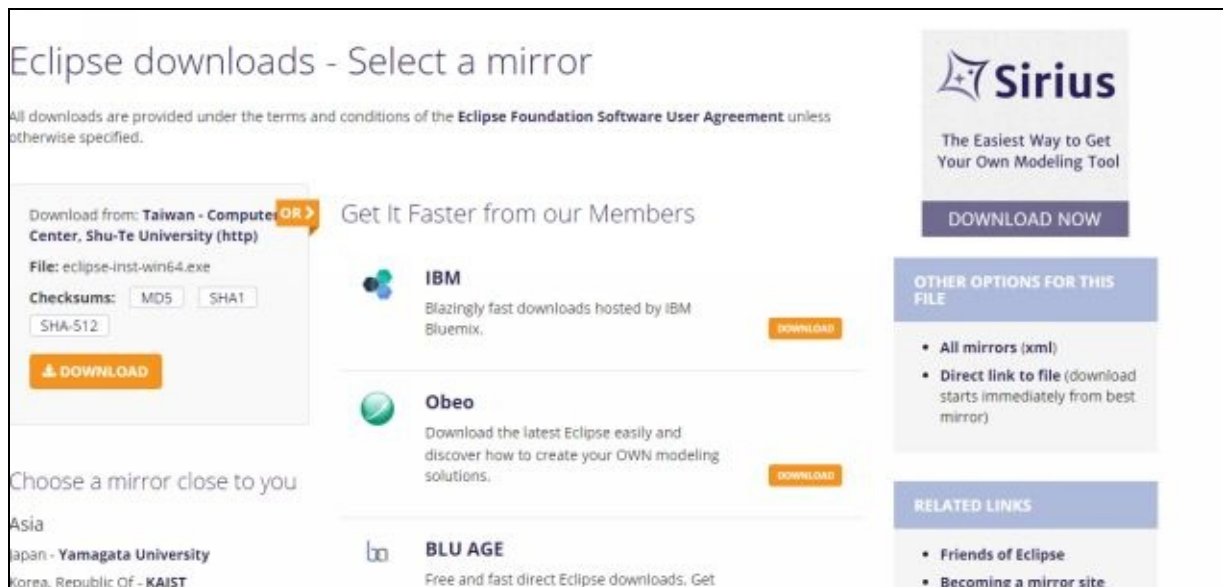 Eclipse downloads - Select a mirror
All downloads are provided under the terms and conditions of the Eclipse Foundation Software User Agreement unless
otherwise specified.
Download from: Taiwan - Computer
Center, Shu-Te University (http)
OR
File: eclipse-inst-win64.exe
Checksums: MD5 SHA1
SHA-512
DOWNLOAD
Choose a mirror close to you
Asia
Japan - Yamagata University
Korea, Republic Of - KAIST
Get It Faster from our Members
IBM
Blazingly fast downloads hosted by IBM
Bluemix.
DOWNLOAD
Obeo
Download the latest Eclipse easily and
discover how to create your OWN modeling
solutions.
DOWNLOAD
bn
BLU AGE
Free and fast direct Eclipse downloads. Get
Sirius
The Easiest Way to Get
Your Own Modeling Tool
DOWNLOAD NOW
OTHER OPTIONS FOR THIS
FILE
• All mirrors (xml)
• Direct link to file (download
starts immediately from best
mirror)
RELATED LINKS
• Friends of Eclipse
• Becoming a mirror site